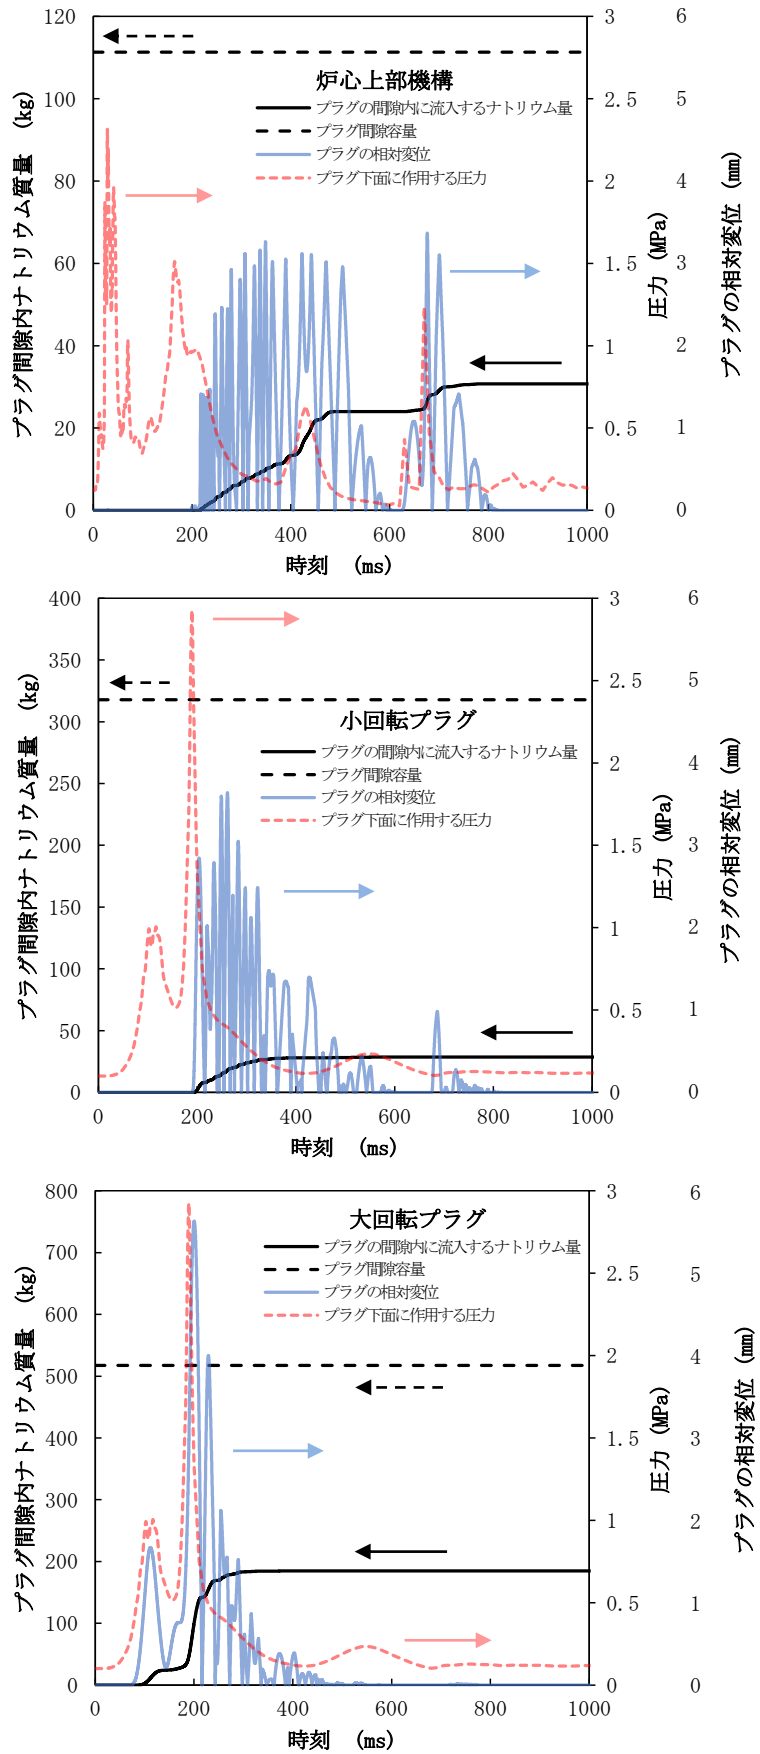 炉心上部機構
プラグの間隙内に流入するナトリウム量
プラグ間隙容量
プラグの相対変位
プラグ下面に作用する圧力
プラグ間隙内ナトリウム質量 (kg)
120
100
80
60
40
20
0
0 200 400 600 800 1000
時刻 (ms)
3
2.5
2
1.5
1
0.5
0
圧力 (MPa)
6
5
4
3
2
1
0
プラグの相対変位 (mm)
小回転プラグ
プラグの間隙内に流入するナトリウム量
プラグ間隙容量
プラグの相対変位
プラグ下面に作用する圧力
プラグ間隙内ナトリウム質量 (kg)
400
350
300
250
200
150
100
50
0
0 200 400 600 800 1000
時刻 (ms)
3
2.5
2
1.5
1
0.5
0
圧力 (MPa)
6
5
4
3
2
1
0
プラグの相対変位 (mm)
大回転プラグ
プラグの間隙内に流入するナトリウム量
プラグ間隙容量
プラグの相対変位
プラグ下面に作用する圧力
プラグ間隙内ナトリウム質量 (kg)
800
700
600
500
400
300
200
100
0
0 200 400 600 800 1000
時刻 (ms)
3
2.5
2
1.5
1
0.5
0
圧力 (MPa)
6
5
4
3
2
1
0
プラグの相対変位 (mm)